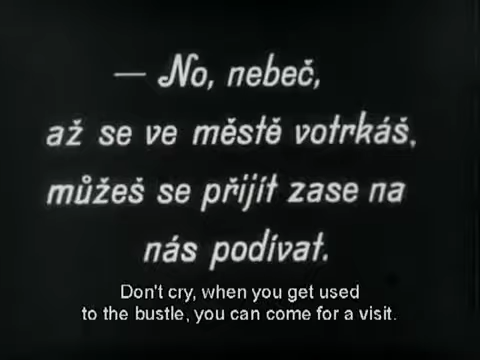 — No, nebeč,
až se ve městě votrkáš,
můžeš se přijít zase na
nás podívat.
Don't cry, when you get used
to the bustle, you can come for a visit.